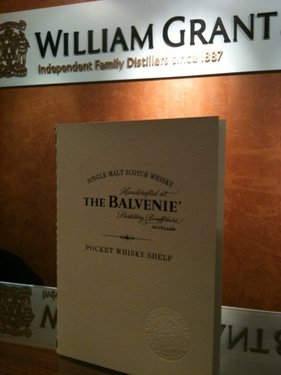 WILLIAM GRANT
Independent Family Distillers since 1887
SINGLE MALT SCOTCH WHISKY
Handcrafted at
THE BALVENIE®
Distillery Banffshire
SCOTLAND
POCKET WHISKY SHELF